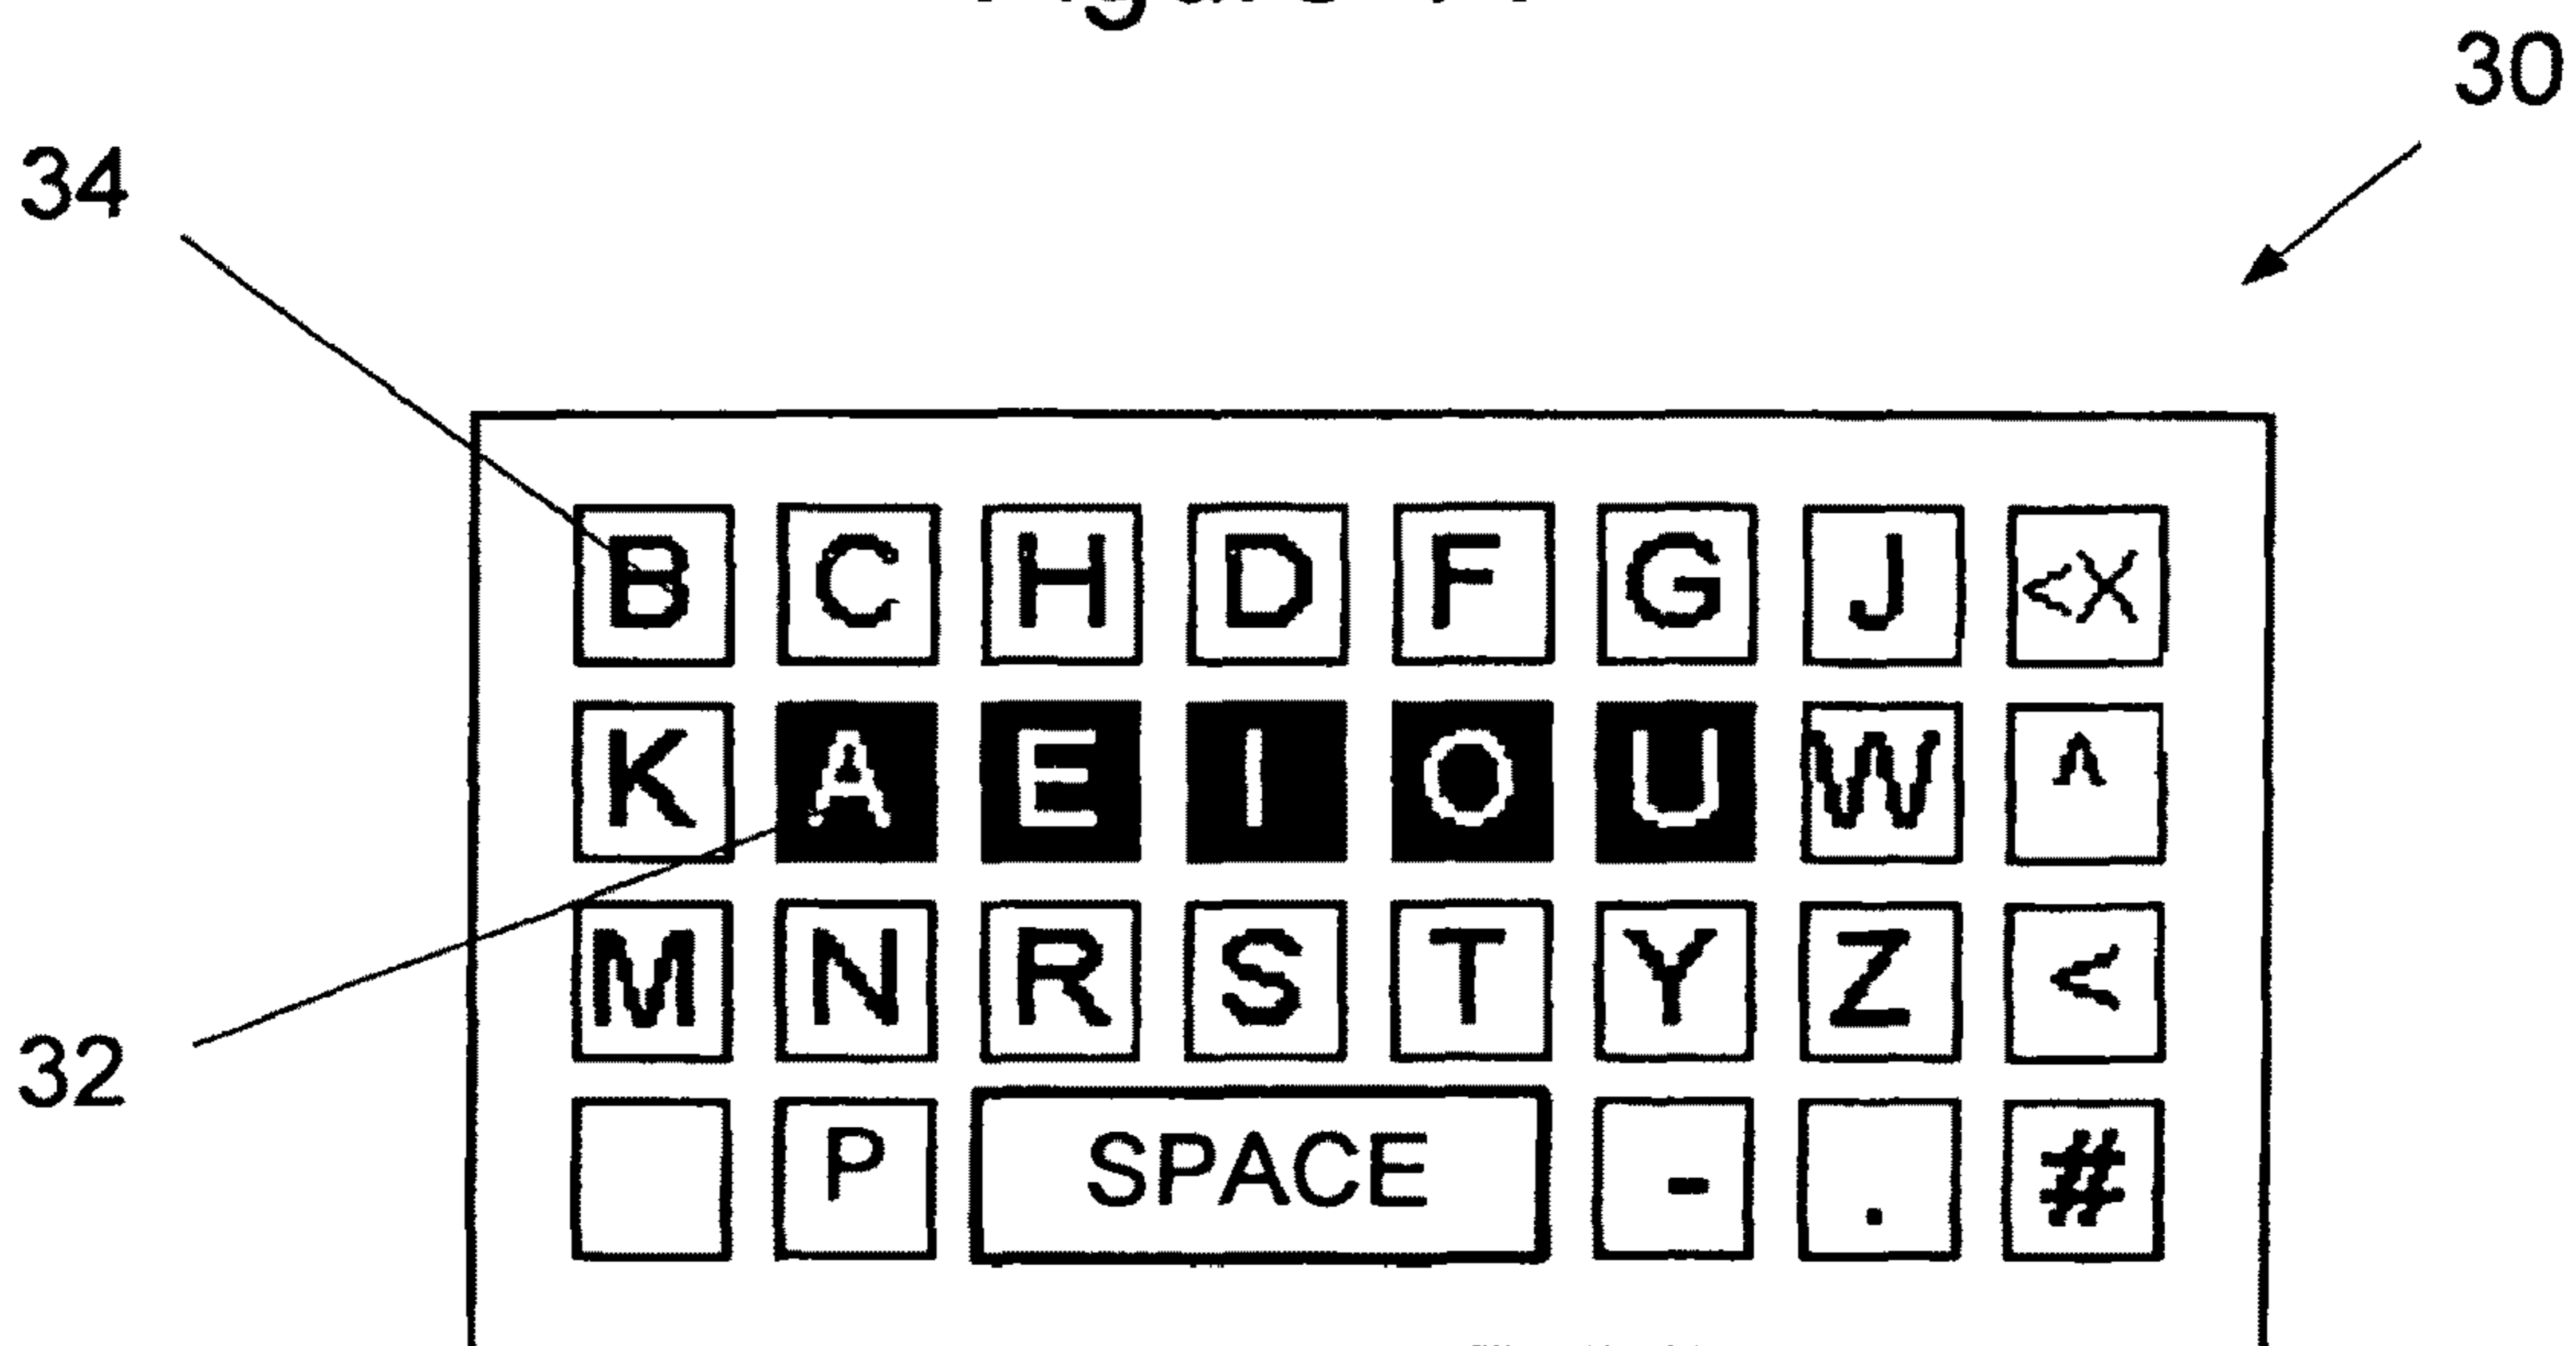 30
34
B C H D F G J <X
K A E I O U W ^
M N R S T Y Z <
32
P SPACE - . #